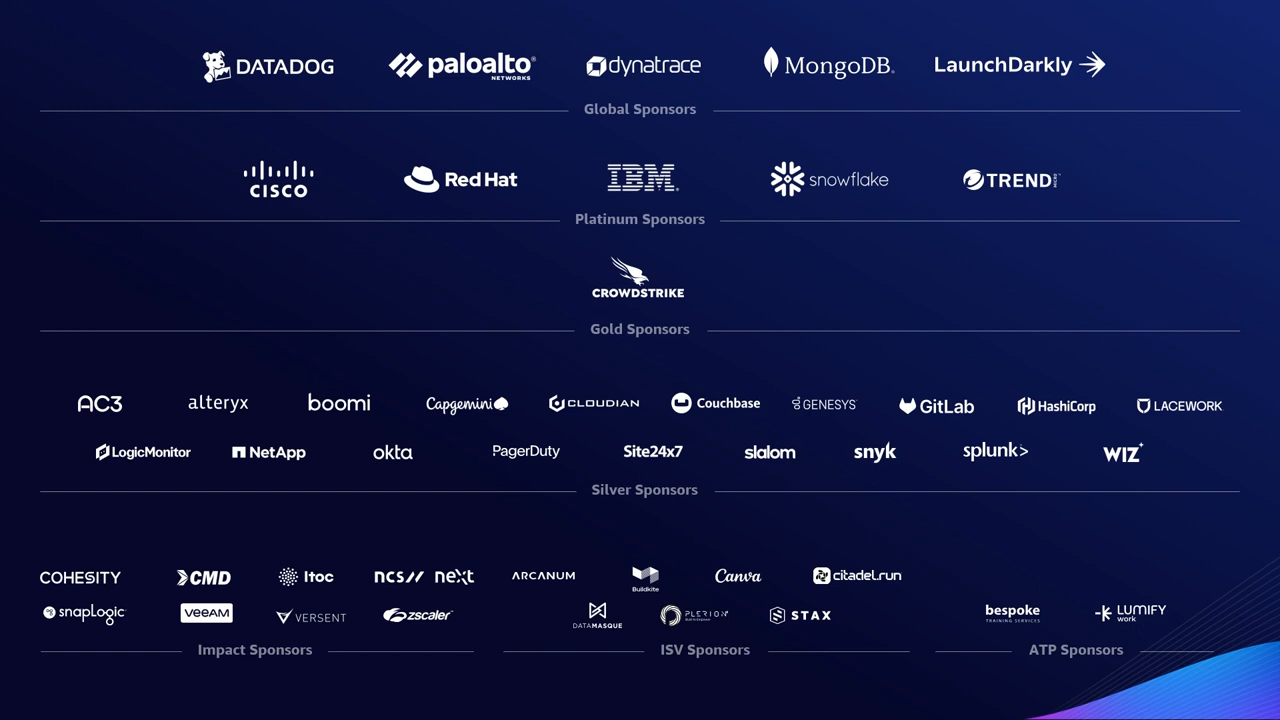 DATADOG paloalto NETWORKS dynatrace MongoDB. LaunchDarkly
Global Sponsors
CISCO Red Hat IBM. snowflake TREND MICRO
Platinum Sponsors
CROWDSTRIKE
Gold Sponsors
AC3 alteryx boomi Capgemini CLOUDIAN Couchbase GENESYS GitLab HashiCorp LACEWORK
LogicMonitor NetApp okta PagerDuty Site24x7 slalom snyk splunk> WIZ
Silver Sponsors
COHESITY CMD Itoc ncs// next ARCANUM Buildkite Canva citadel.run
snapLogic VEEAM VERSENT zscaler DATAMASQUE PLERION STAX bespoke TRAINING SERVICES LUMIFY work
Impact Sponsors ISV Sponsors ATP Sponsors